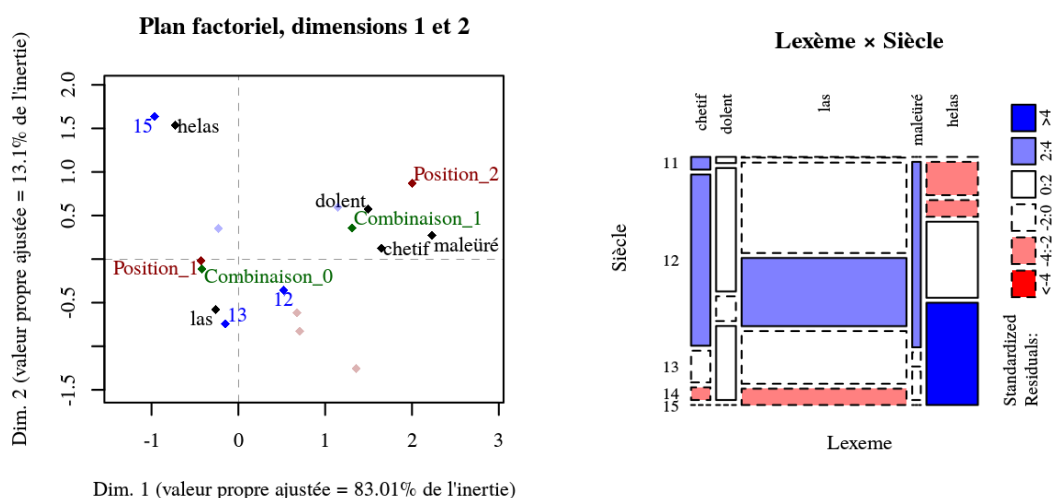 Plan factoriel, dimensions 1 et 2
Dim. 2 (valeur propre ajustée = 13.1% de l'inertie)
2.0
1.5
1.0
0.5
-0.5
-1.5
15
helas
Position_2
dolent
Combinaison_1
chetif
maleüré
Position_1
Combinaison_0
12
las
13
-1
0
1
2
3
Dim. 1 (valeur propre ajustée = 83.01% de l'inertie)
Lexème × Siècle
chetif
dolent
las
maleüré
helas
Siècle
11
12
13
14
15
Lexeme
Standardized
Residuals:
<-4
-4:-2
-2:0
0:2
2:4
>4